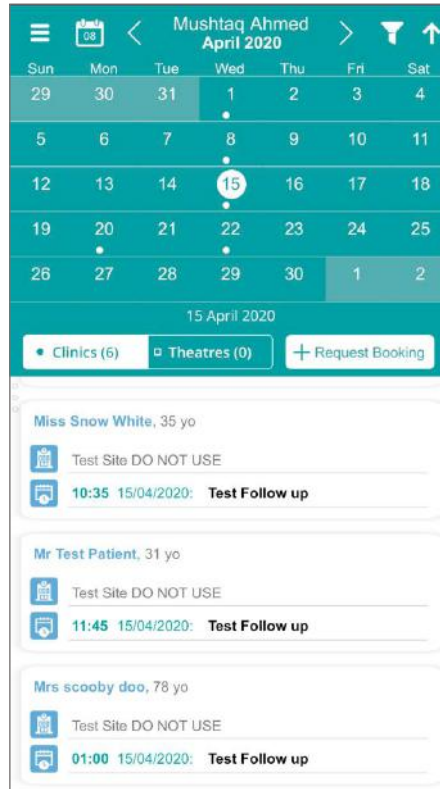 08
Mushtaq Ahmed
April 2020
Sun Mon Tue Wed Thu Fri Sat
29 30 31 1 2 3 4
5 6 7 8 9 10 11
12 13 14 15 16 17 18
19 20 21 22 23 24 25
26 27 28 29 30 1 2
15 April 2020
Clinics (6) Theatres (0) + Request Booking
Miss Snow White, 35 yo
Test Site DO NOT USE
10:35 15/04/2020: Test Follow up
Mr Test Patient, 31 yo
Test Site DO NOT USE
11:45 15/04/2020: Test Follow up
Mrs scooby doo, 78 yo
Test Site DO NOT USE
01:00 15/04/2020: Test Follow up